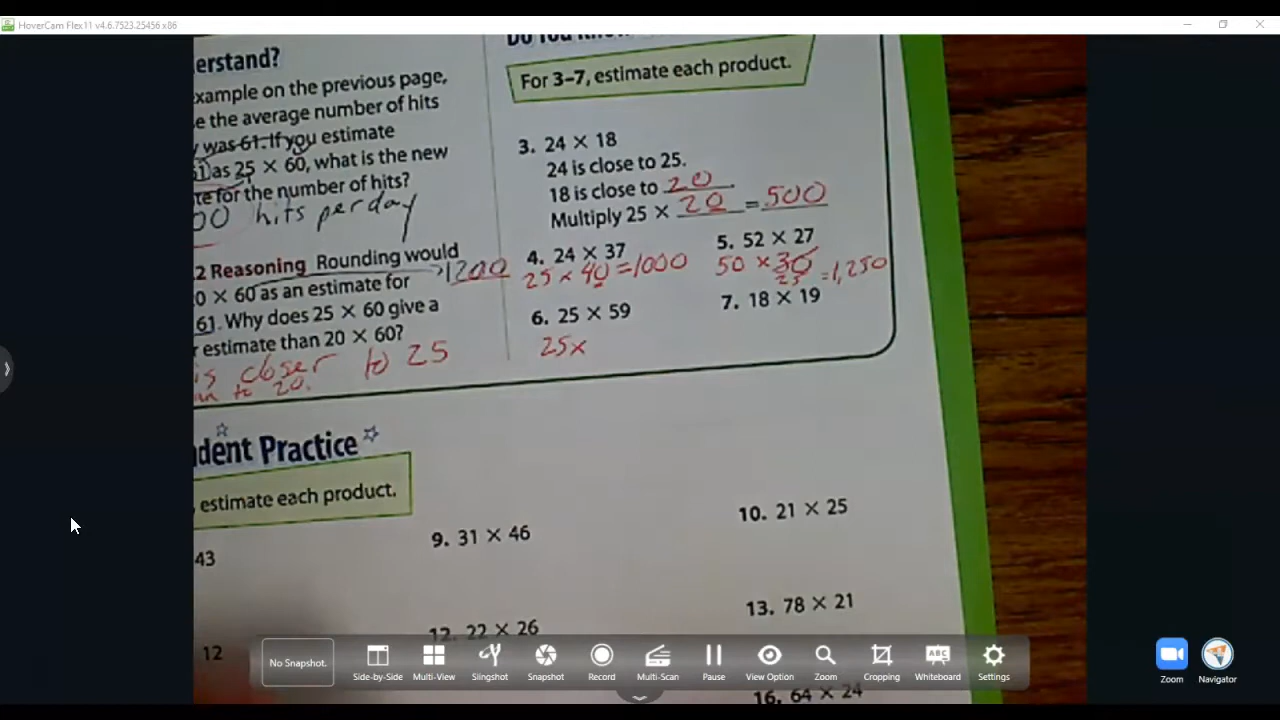 HoverCam Flex11 v4.6.7523.25456 x86
erstand?
xample on the previous page,
e the average number of hits
y was 61. If you estimate
61 as 25 × 60, what is the new
te for the number of hits?
00 hits per day
2 Reasoning Rounding would
0 × 60 as an estimate for
→1200
61. Why does 25 × 60 give a
r estimate than 20 × 60?
is closer to 25
an to 20.
For 3–7, estimate each product.
3. 24 × 18
24 is close to 25.
18 is close to 20.
Multiply 25 × 20 = 500
4. 24 × 37
25 × 40 = 1000
5. 52 × 27
50 × 30
25 = 1,250
6. 25 × 59
25×
7. 18 × 19
dent Practice
estimate each product.
43
9. 31 × 46
10. 21 × 25
12
12. 22 × 26
13. 78 × 21
16. 64 × 24
No Snapshot.
Side-by-Side
Multi-View
Slingshot
Snapshot
Record
Multi-Scan
Pause
View Option
Zoom
Cropping
ABC
Whiteboard
Settings
Zoom
Navigator